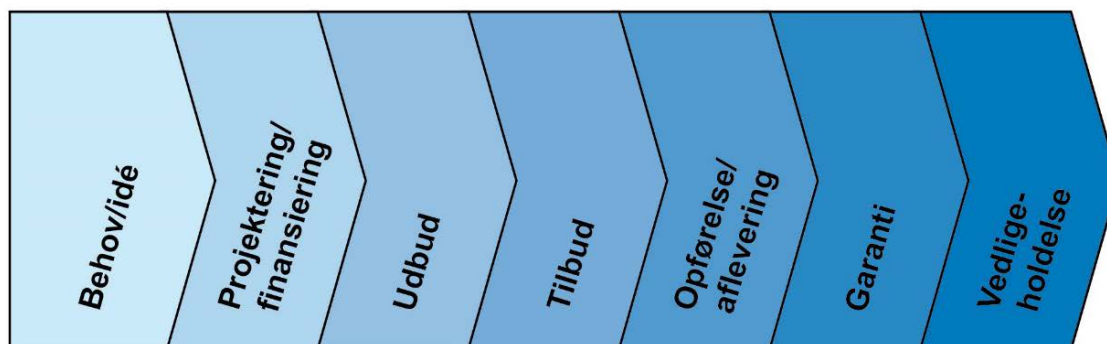 Behov/idé
Projektering/
finansiering
Udbud
Tilbud
Opførelse/
aflevering
Garanti
Vedlige-
holdelse